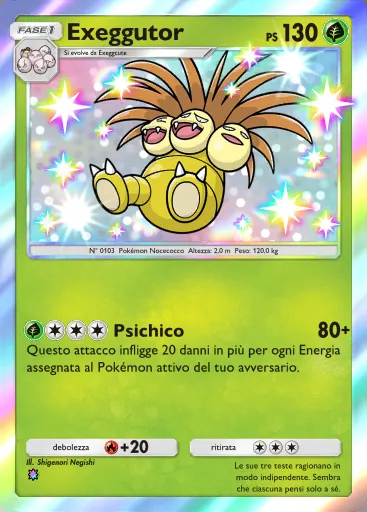 FASE 1 Exeggutor PS 130
Si evolve da Exeggcute
N° 0103 Pokémon Nocecocco Altezza: 2,0 m Peso: 120,0 kg
Psichico 80+
Questo attacco infligge 20 danni in più per ogni Energia
assegnata al Pokémon attivo del tuo avversario.
debolezza +20 ritirata
Ill. Shigenori Negishi
Le sue tre teste ragionano in
modo indipendente. Sembra
che ciascuna pensi solo a sé.